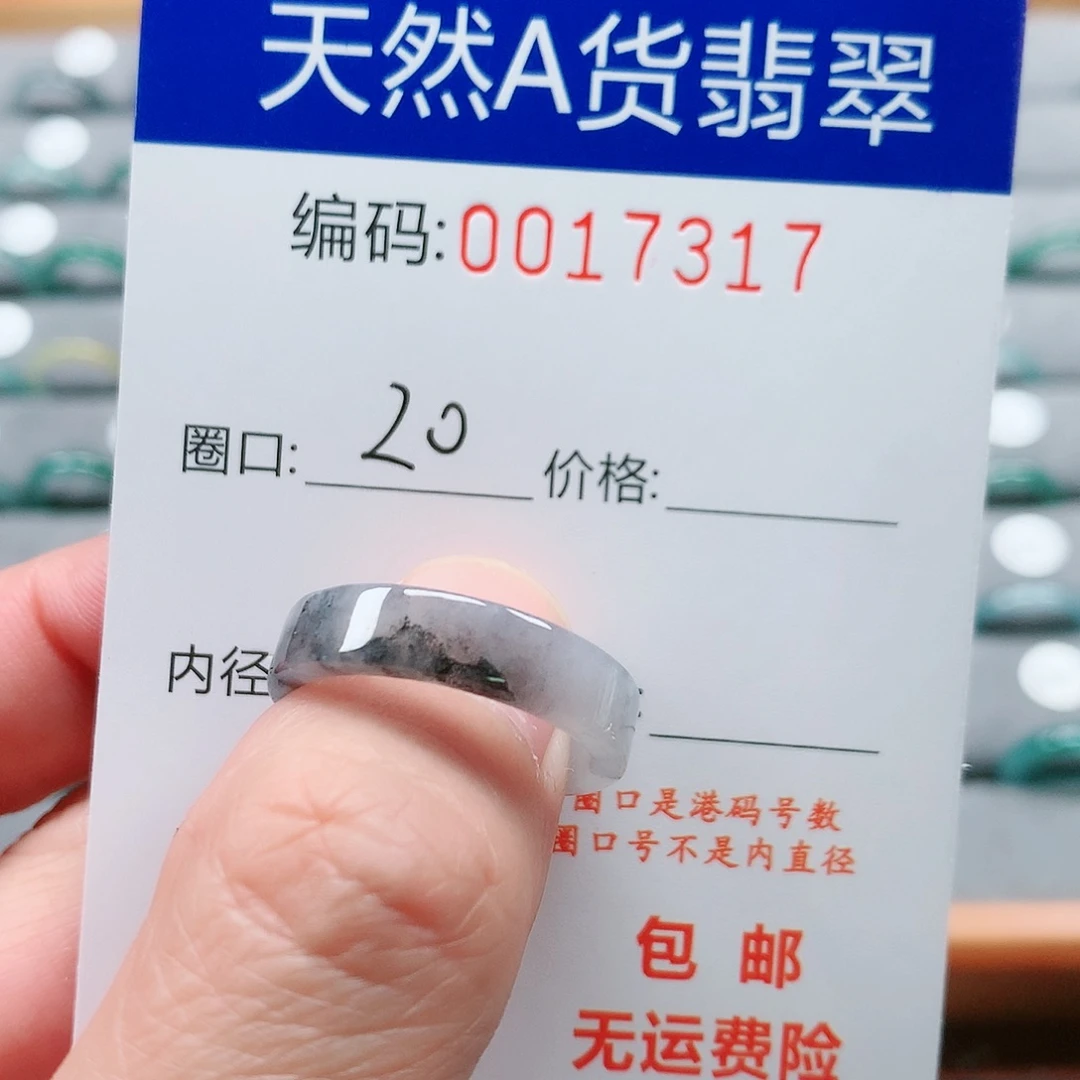 天然A货翡翠
编码:0017317
圈口: 20 价格:
内径
圈口是港码号数
圈口号不是内直径
包 邮
无运费险